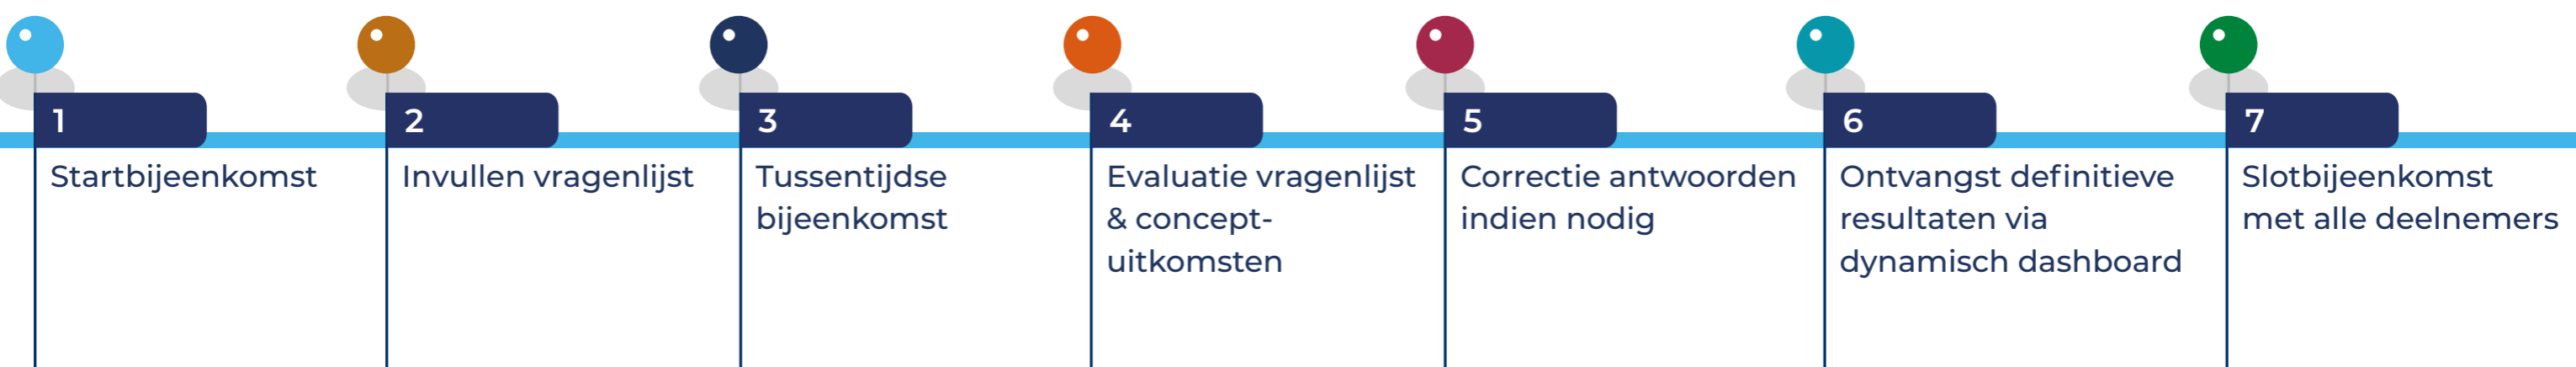 1
Startbijeenkomst
2
Invullen vragenlijst
3
Tussentijdse
bijeenkomst
4
Evaluatie vragenlijst
& concept-
uitkomsten
5
Correctie antwoorden
indien nodig
6
Ontvangst definitieve
resultaten via
dynamisch dashboard
7
Slotbijeenkomst
met alle deelnemers